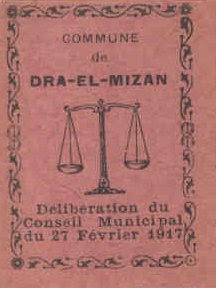 COMMUNE
de
DRA-EL-MIZAN
Délibération du
Conseil Municipal
du 27 Février 1917